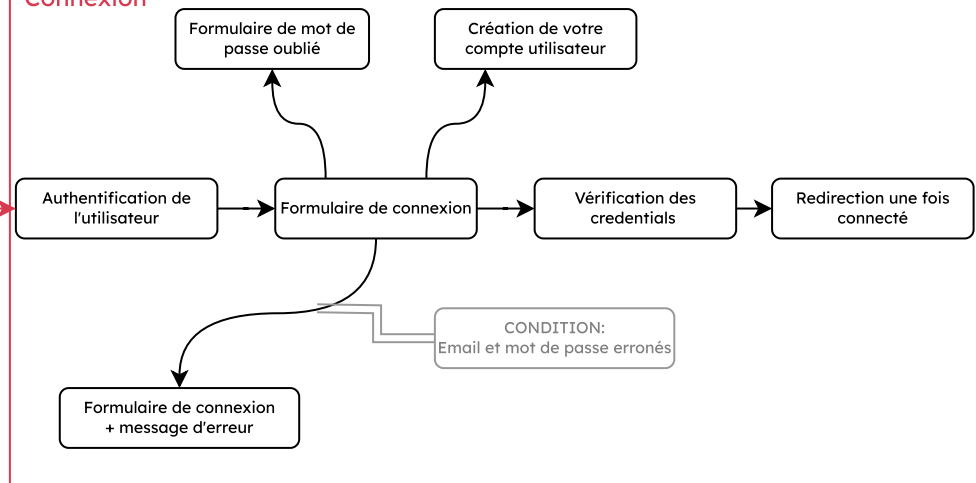 Connexion
Formulaire de mot de
passe oublié
Création de votre
compte utilisateur
Authentification de
l'utilisateur
Formulaire de connexion
Vérification des
credentials
Redirection une fois
connecté
CONDITION:
Email et mot de passe erronés
Formulaire de connexion
+ message d'erreur